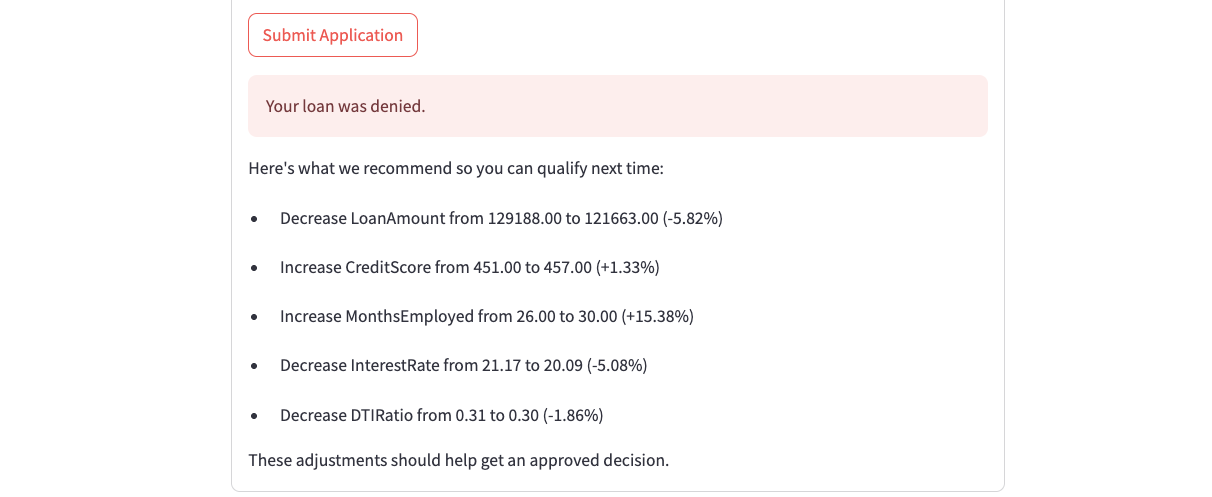 Submit Application
Your loan was denied.
Here's what we recommend so you can qualify next time:
• Decrease LoanAmount from 129188.00 to 121663.00 (-5.82%)
• Increase CreditScore from 451.00 to 457.00 (+1.33%)
• Increase MonthsEmployed from 26.00 to 30.00 (+15.38%)
• Decrease InterestRate from 21.17 to 20.09 (-5.08%)
• Decrease DTIRatio from 0.31 to 0.30 (-1.86%)
These adjustments should help get an approved decision.